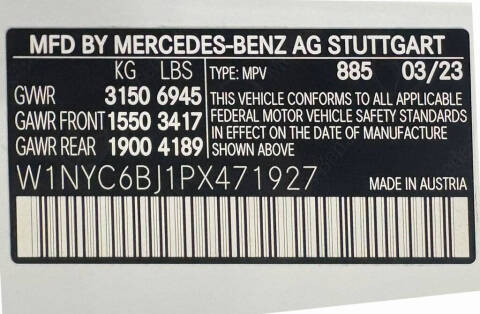 MFD BY MERCEDES-BENZ AG STUTTGART
KG LBS TYPE: MPV 885 03/23
GVWR 3150 6945 THIS VEHICLE CONFORMS TO ALL APPLICABLE
GAWR FRONT 1550 3417 FEDERAL MOTOR VEHICLE SAFETY STANDARDS
IN EFFECT ON THE DATE OF MANUFACTURE
GAWR REAR 1900 4189 SHOWN ABOVE
W1NYC6BJ1PX471927 MADE IN AUSTRIA